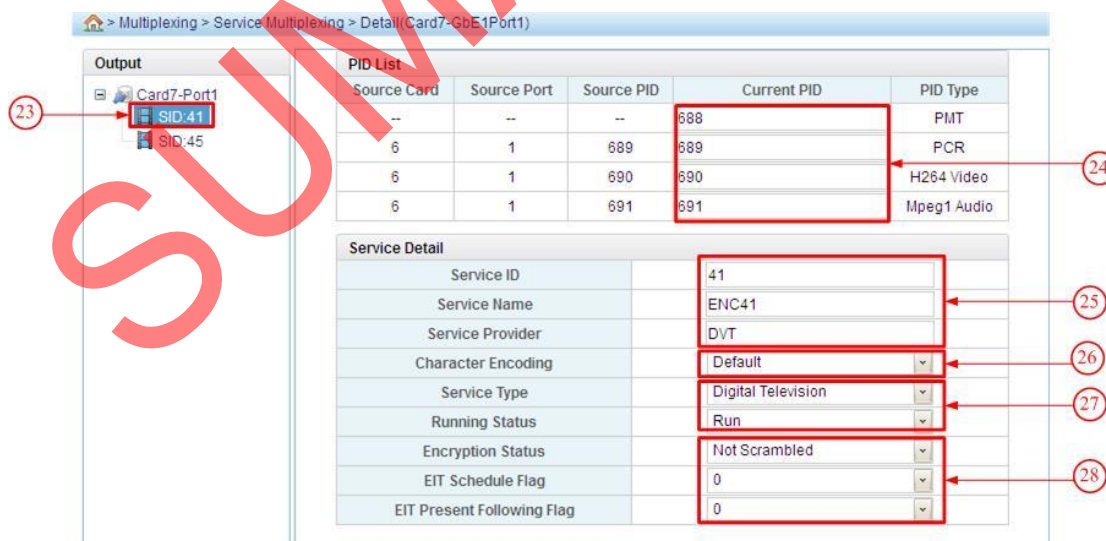 > Multiplexing > Service Multiplexing > Detail(Card7-GbE1Port1)
Output
Card7-Port1
SID:41
SID:45
23
PID List
Source Card Source Port Source PID Current PID PID Type
-- -- -- 688 PMT
6 1 689 689 PCR
6 1 690 690 H264 Video
6 1 691 691 Mpeg1 Audio
24
Service Detail
Service ID 41
Service Name ENC41
Service Provider DVT
25
Character Encoding Default
26
Service Type Digital Television
Running Status Run
27
Encryption Status Not Scrambled
EIT Schedule Flag 0
EIT Present Following Flag 0
28